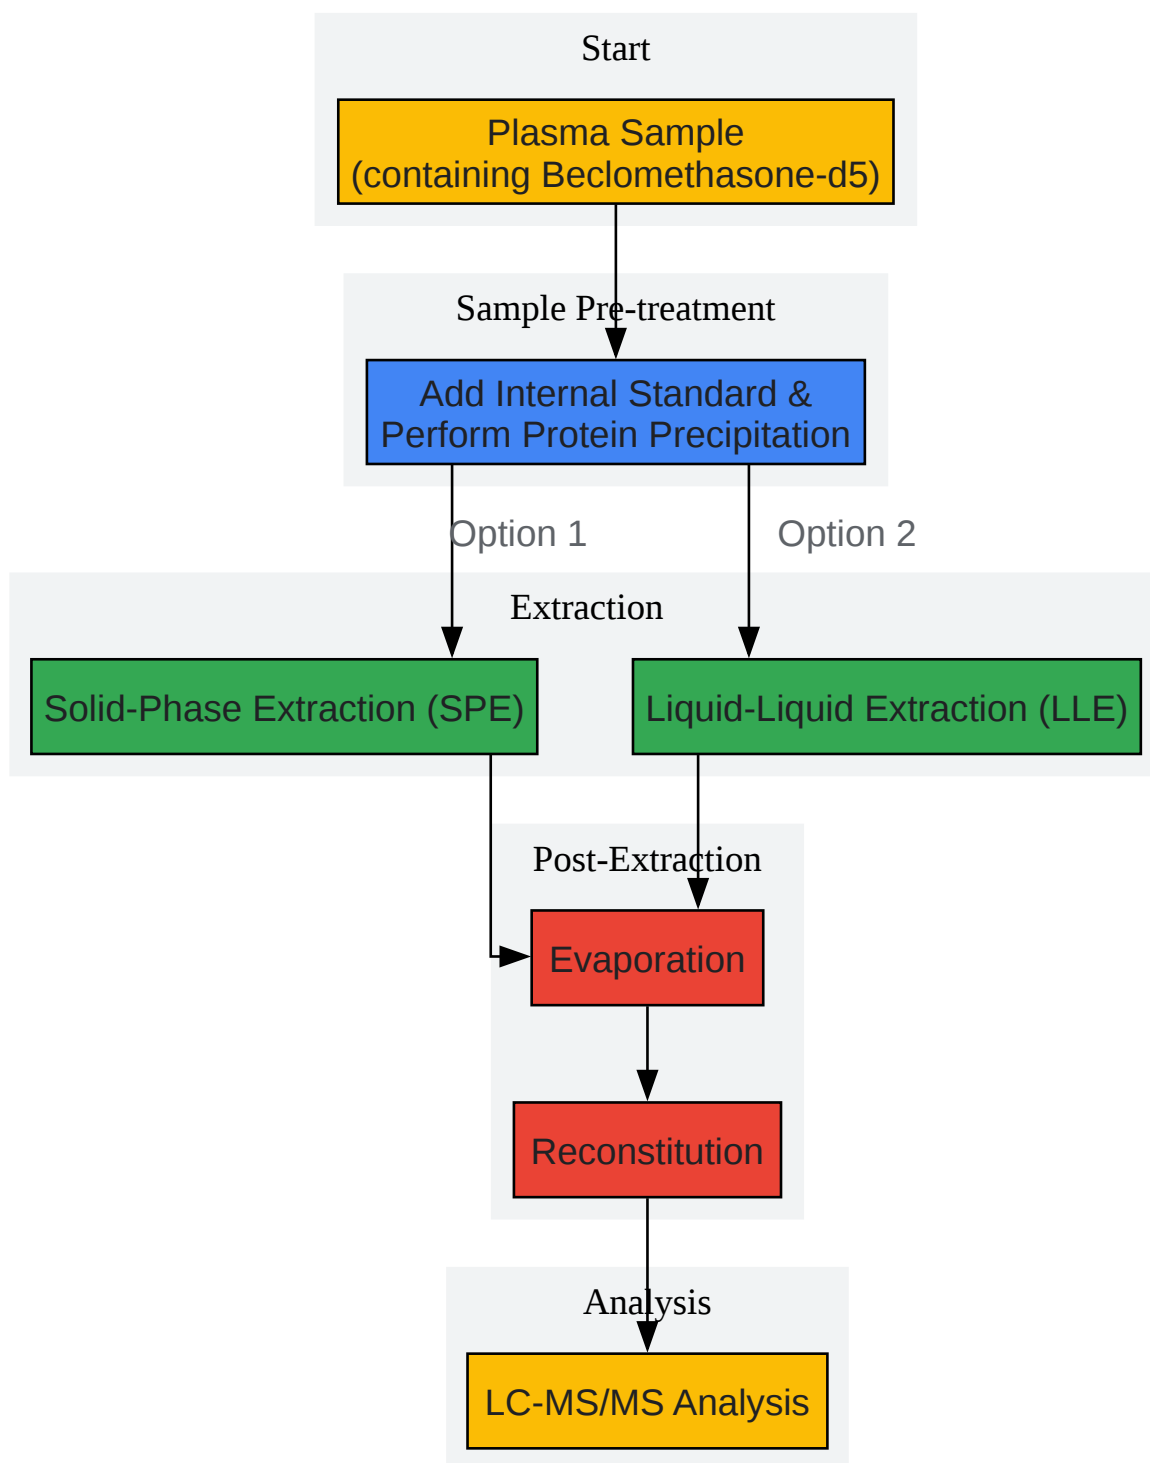 Start
Plasma Sample
(containing Beclomethasone-d5)
Sample Pre-treatment
Add Internal Standard &
Perform Protein Precipitation
Option 1
Option 2
Extraction
Solid-Phase Extraction (SPE)
Liquid-Liquid Extraction (LLE)
Post-Extraction
Evaporation
Reconstitution
Analysis
LC-MS/MS Analysis